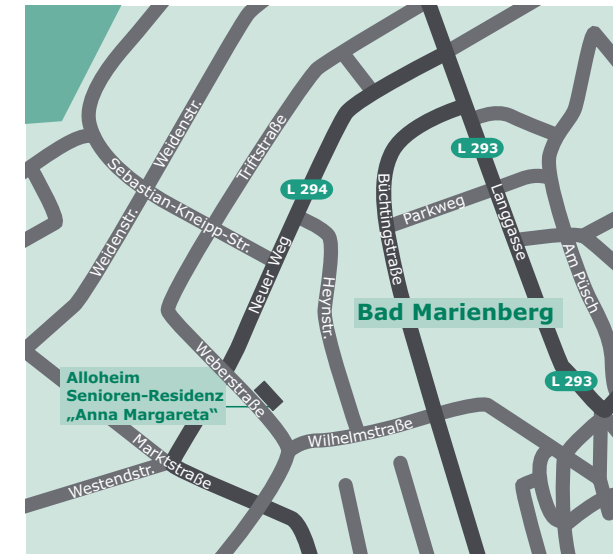 Weidenstr.
Triftstraße
L 293
Sebastian-Kneipp-Str.
L 294
Büchtingstraße
Parkweg
Langgasse
Weidenstr.
Neuer Weg
Heynstr.
Am Püsch
Bad Marienberg
Weberstraße
L 293
Alloheim
Senioren-Residenz
„Anna Margareta“
Wilhelmstraße
Marktstraße
Westendstr.